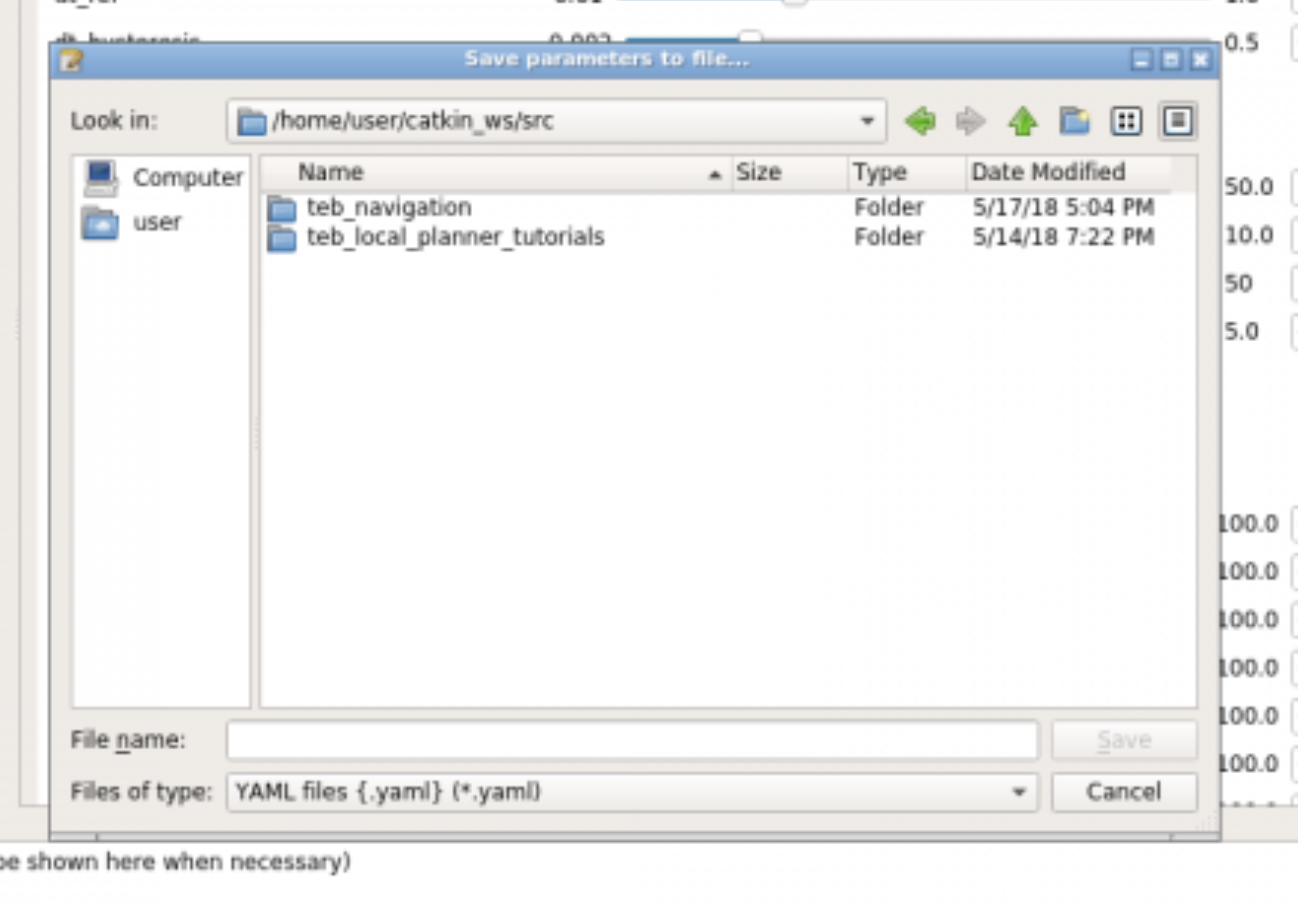 dt_ref 0.01 1.0
dt_hysteresis 0.002 0.5
Save parameters to file...
Look in: /home/user/catkin_ws/src
Computer
user
Name Size Type Date Modified
teb_navigation Folder 5/17/18 5:04 PM
teb_local_planner_tutorials Folder 5/14/18 7:22 PM
50.0
10.0
50
5.0
100.0
100.0
100.0
100.0
100.0
100.0
File name: Save
Files of type: YAML files {.yaml} (*.yaml) Cancel
be shown here when necessary)